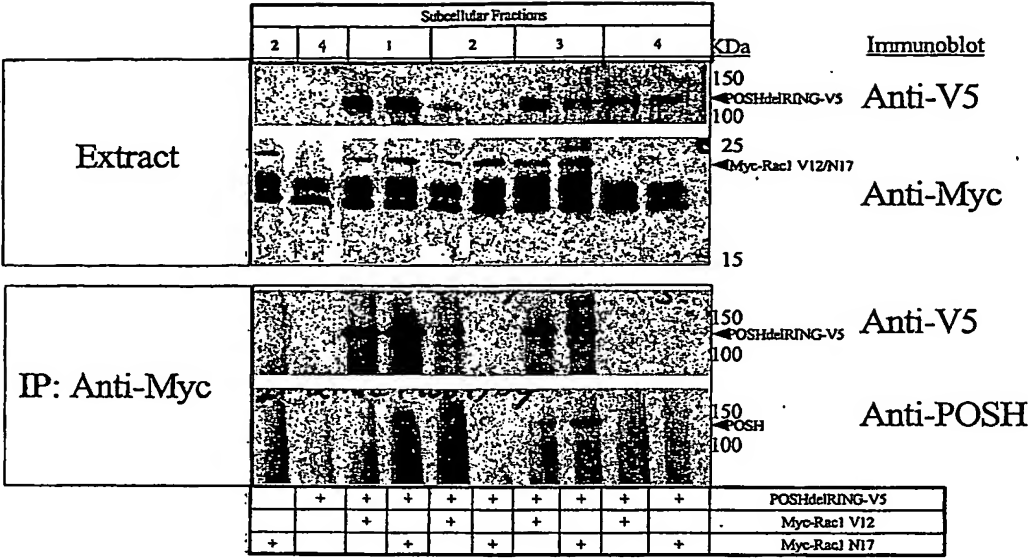 Subcellular Fractions
2 4 1 2 3 4
KDa
Immunoblot
Extract
150
POSHdelRING-V5
100
Anti-V5
25
Myc-Rac1 V12/N17
15
Anti-Myc
IP: Anti-Myc
150
POSHdelRING-V5
100
Anti-V5
150
POSH
100
Anti-POSH
+ + + + + + + + + POSHdelRING-V5
+ + + + Myc-Rac1 V12
+ + + + + Myc-Rac1 N17